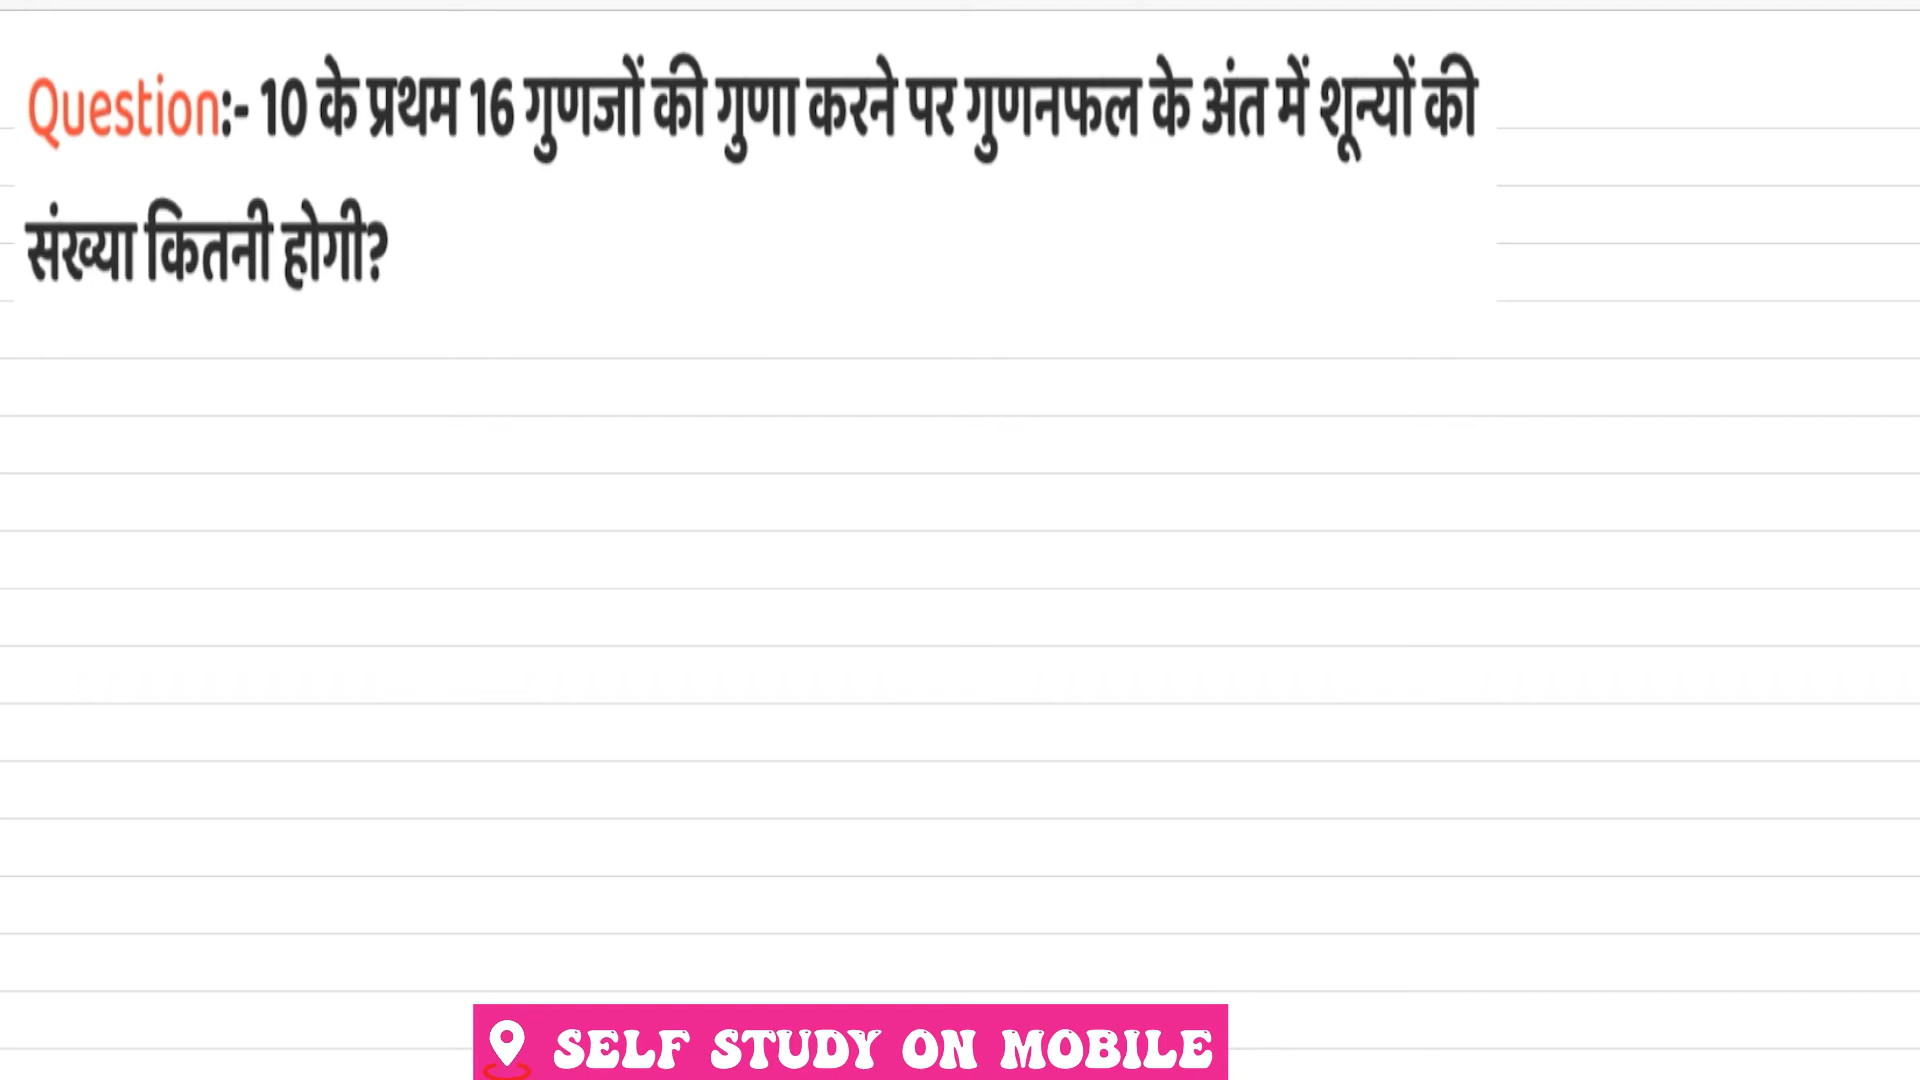 Question:- 10 के प्रथम 16 गुणजों की गुणा करने पर गुणनफल के अंत में शून्यों की
संख्या कितनी होगी?
SELF STUDY ON MOBILE